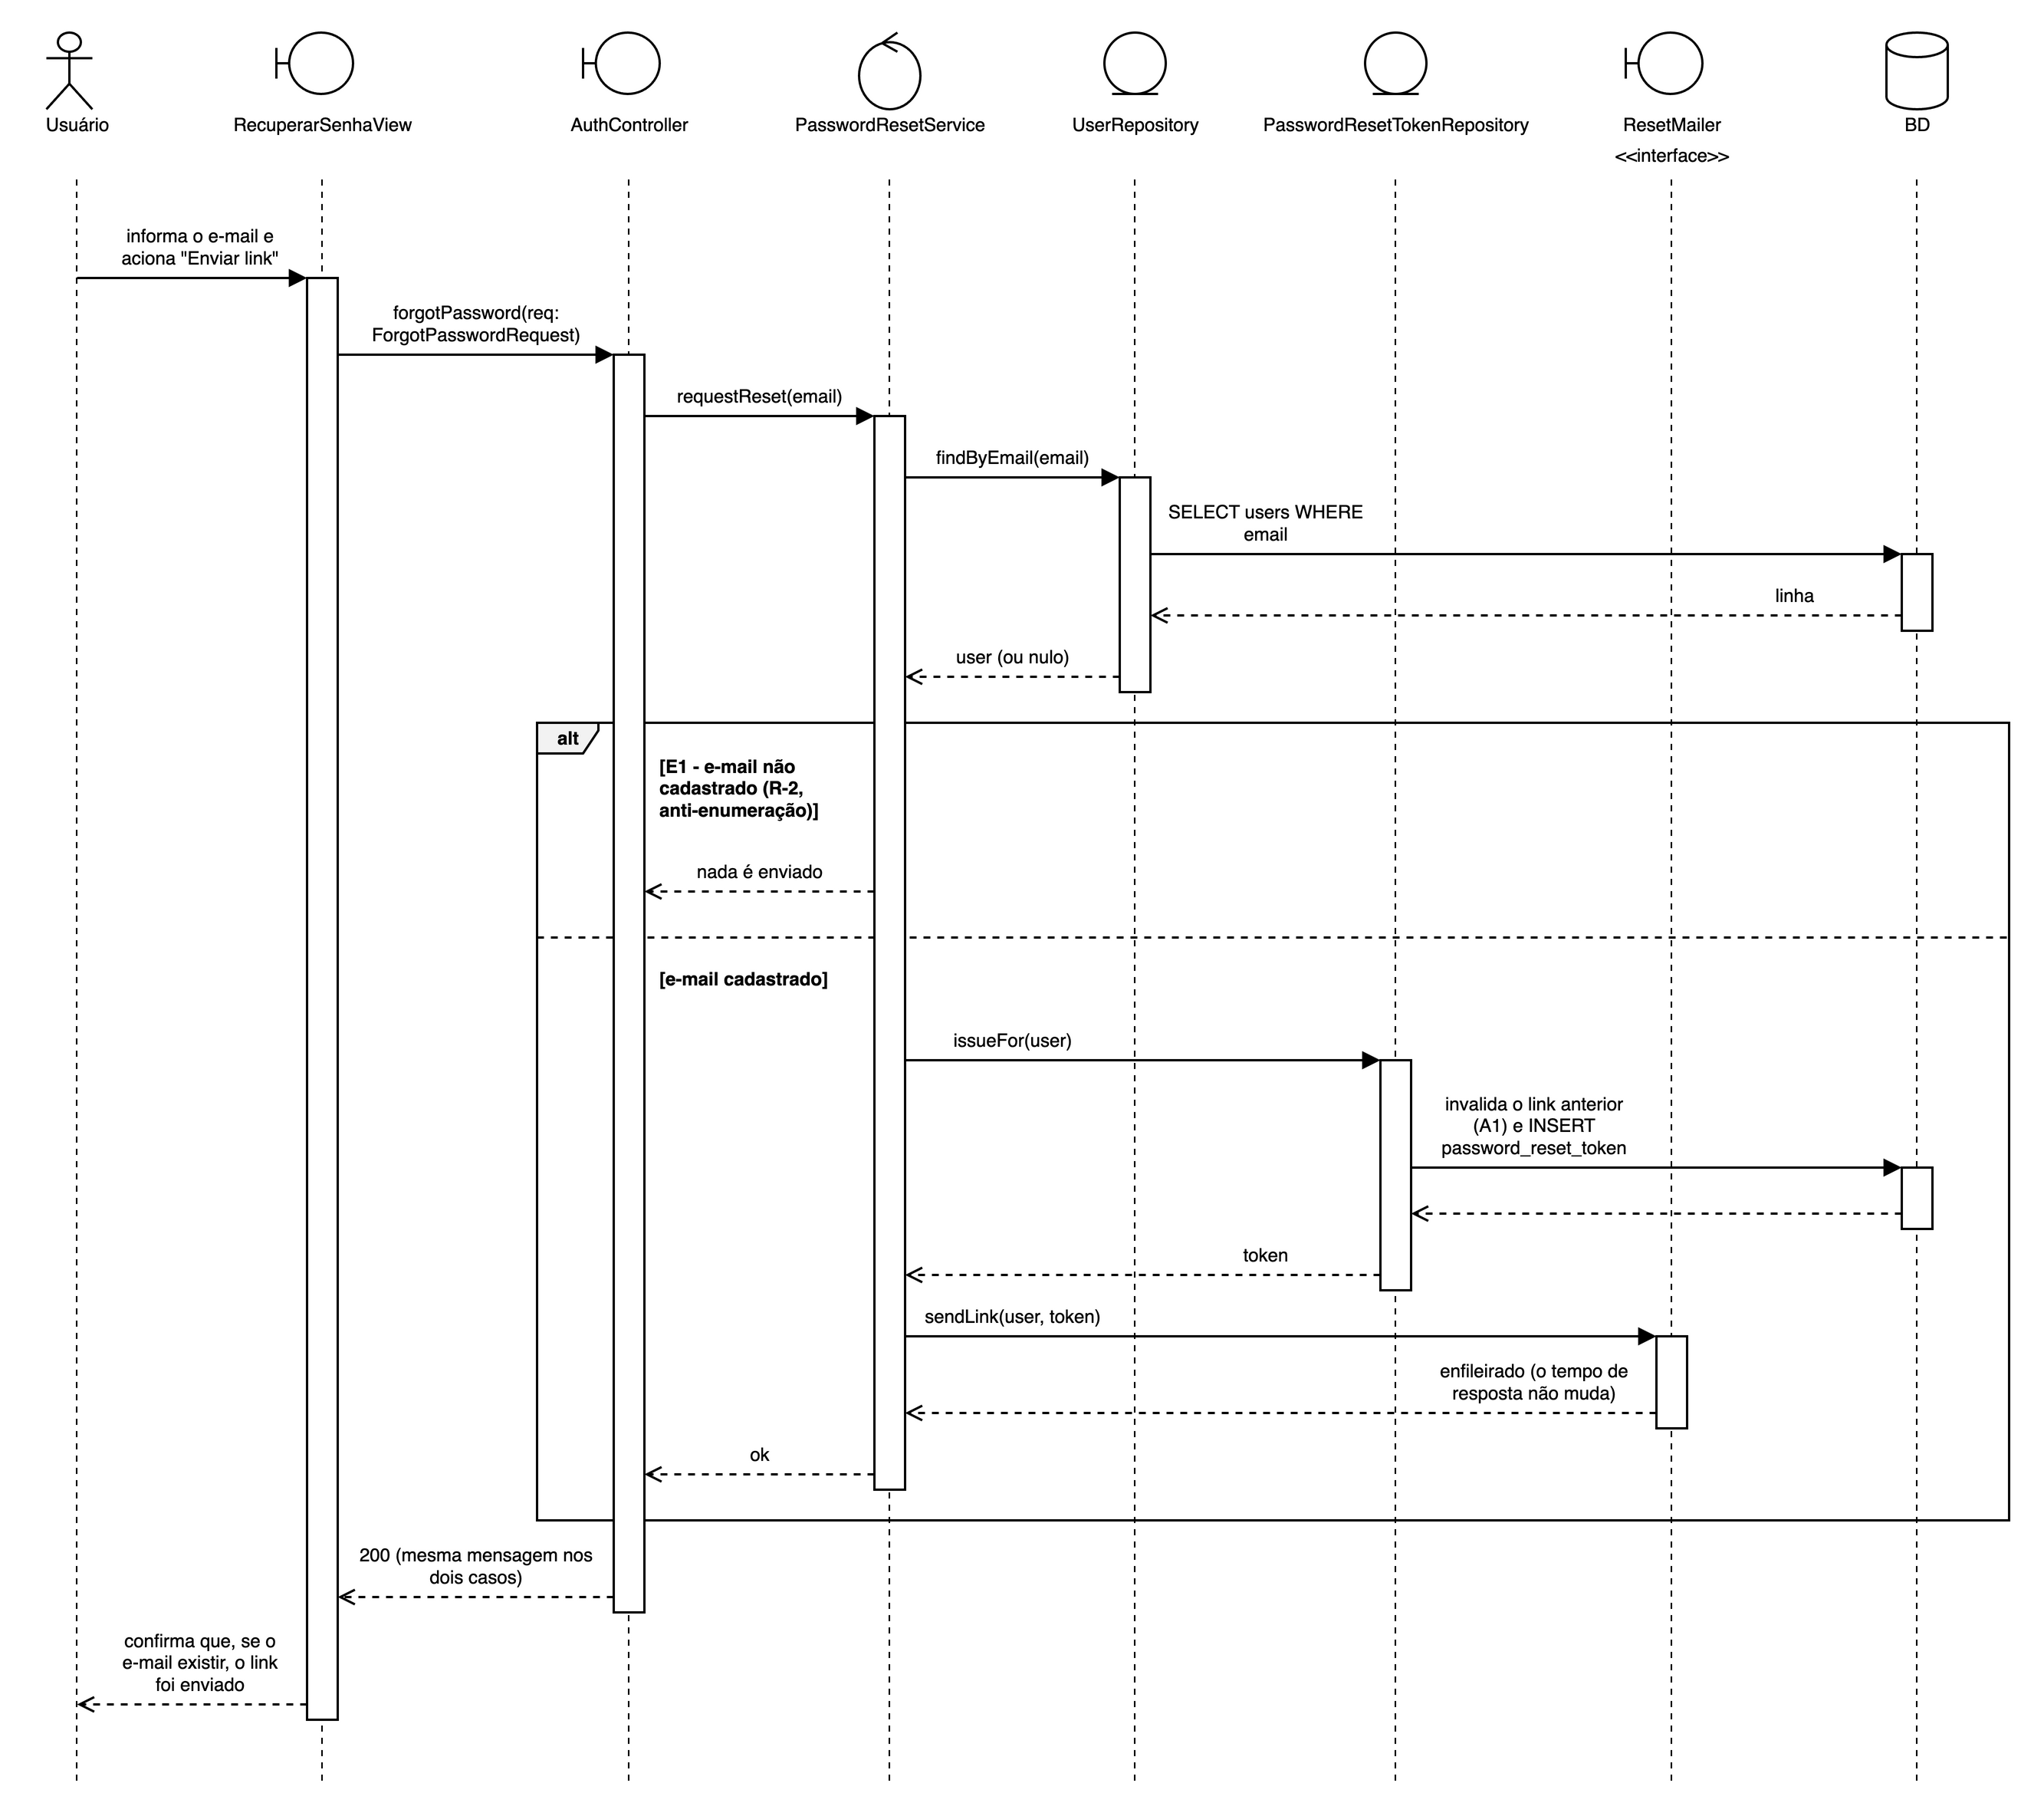 Usuário
RecuperarSenhaView
AuthController
PasswordResetService
UserRepository
PasswordResetTokenRepository
ResetMailer
<<interface>>
BD
informa o e-mail e
aciona "Enviar link"
forgotPassword(req:
ForgotPasswordRequest)
requestReset(email)
findByEmail(email)
SELECT users WHERE
email
linha
user (ou nulo)
alt
[E1 - e-mail não
cadastrado (R-2,
anti-enumeração)]
nada é enviado
[e-mail cadastrado]
issueFor(user)
invalida o link anterior
(A1) e INSERT
password_reset_token
token
sendLink(user, token)
enfileirado (o tempo de
resposta não muda)
ok
200 (mesma mensagem nos
dois casos)
confirma que, se o
e-mail existir, o link
foi enviado